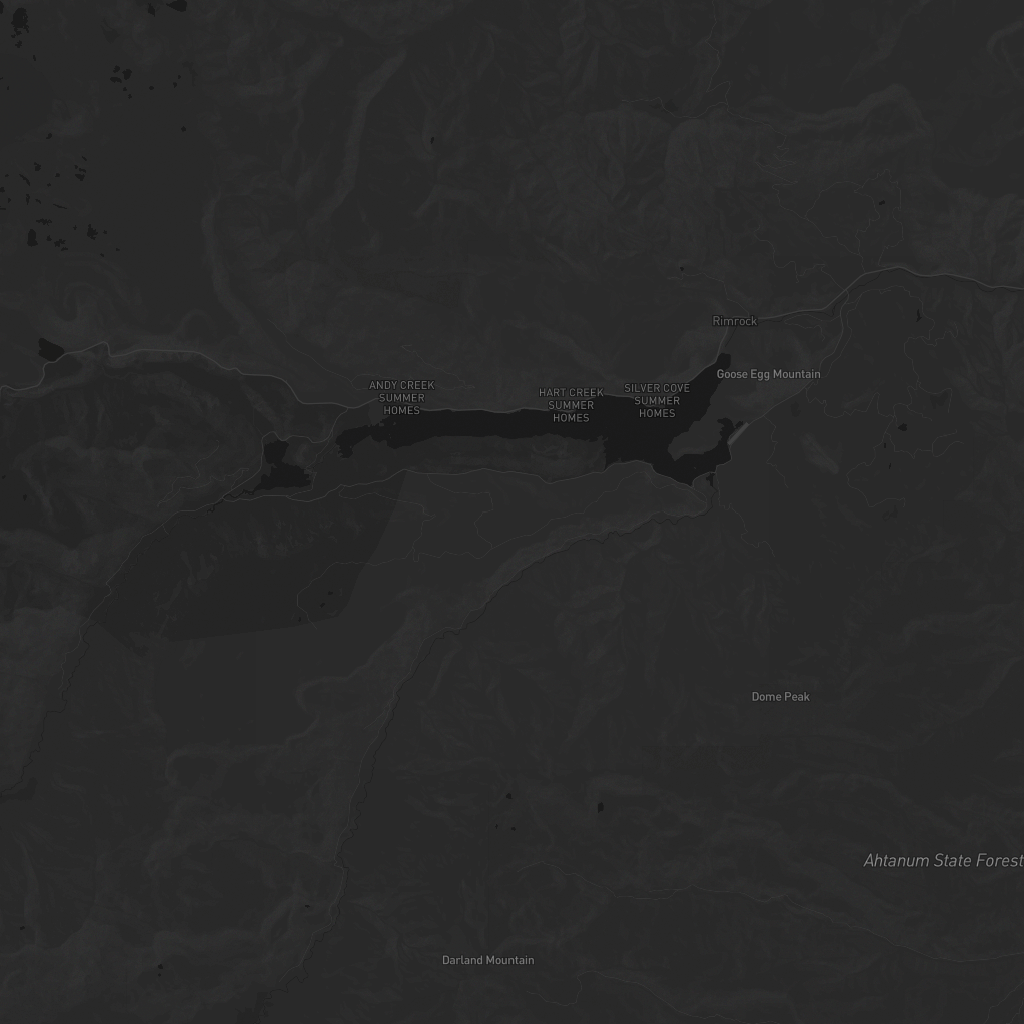 Rimrock
Goose Egg Mountain
ANDY CREEK
SUMMER
HOMES
HART CREEK
SUMMER
HOMES
SILVER COVE
SUMMER
HOMES
Dome Peak
Ahtanum State Forest
Darland Mountain